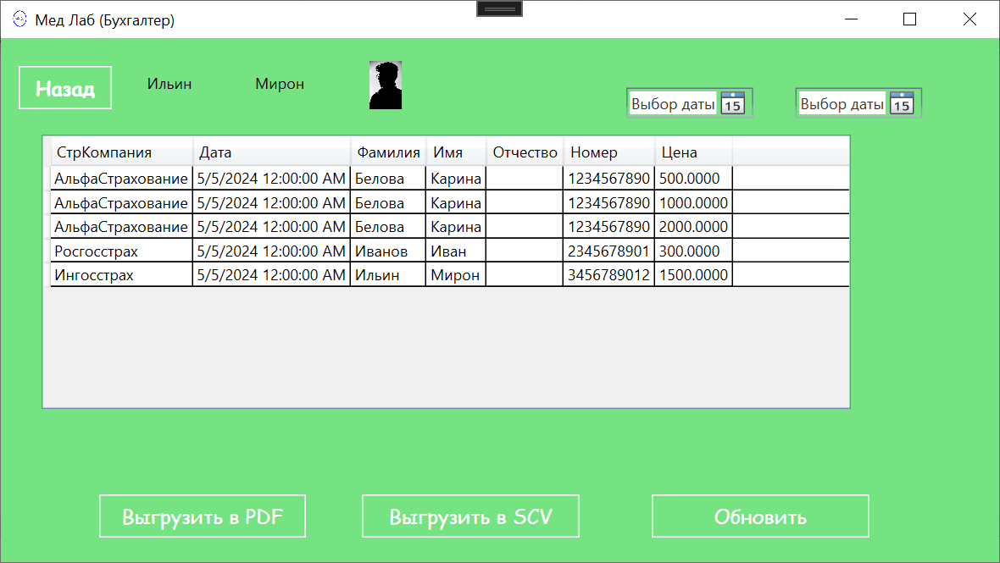 Мед Лаб (Бухгалтер)
Назад Ильин Мирон
Выбор даты 15 Выбор даты 15
СтрКомпания Дата Фамилия Имя Отчество Номер Цена
АльфаСтрахование 5/5/2024 12:00:00 AM Белова Карина 1234567890 500.0000
АльфаСтрахование 5/5/2024 12:00:00 AM Белова Карина 1234567890 1000.0000
АльфаСтрахование 5/5/2024 12:00:00 AM Белова Карина 1234567890 2000.0000
Росгосстрах 5/5/2024 12:00:00 AM Иванов Иван 2345678901 300.0000
Ингосстрах 5/5/2024 12:00:00 AM Ильин Мирон 3456789012 1500.0000
Выгрузить в PDF Выгрузить в SCV Обновить